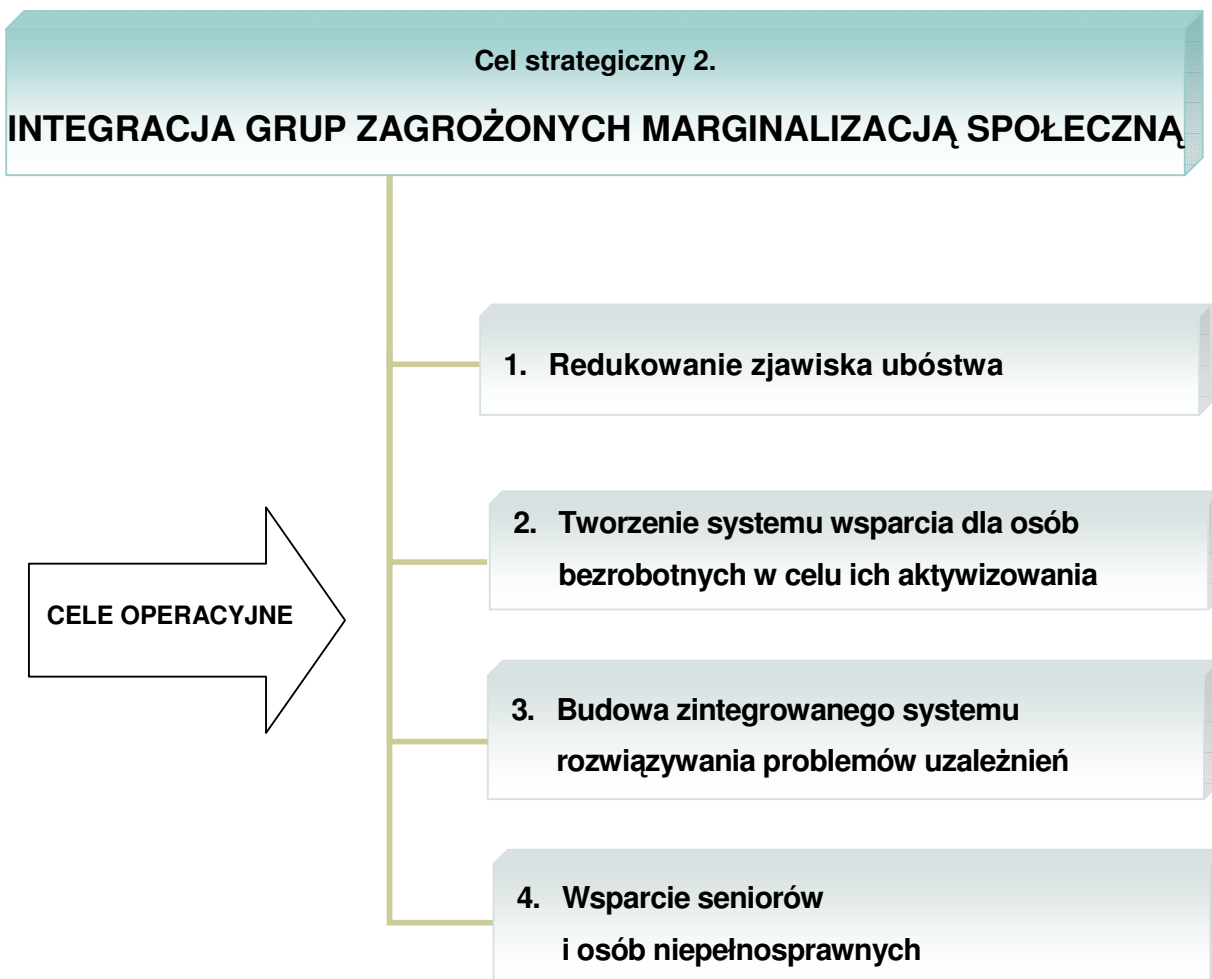 Cel strategiczny 2.
INTEGRACJA GRUP ZAGROŻONYCH MARGINALIZACJĄ SPOŁECZNĄ
1. Redukowanie zjawiska ubóstwa
2. Tworzenie systemu wsparcia dla osób
bezrobotnych w celu ich aktywizowania
CELE OPERACYJNE
3. Budowa zintegrowanego systemu
rozwiązywania problemów uzależnień
4. Wsparcie seniorów
i osób niepełnosprawnych